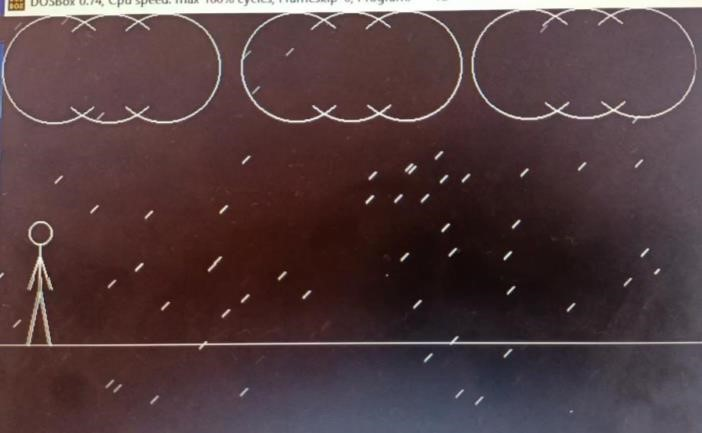 DOSBox 0.74, Cpu speed: max 100% cycles, Frameskip 0, Program: